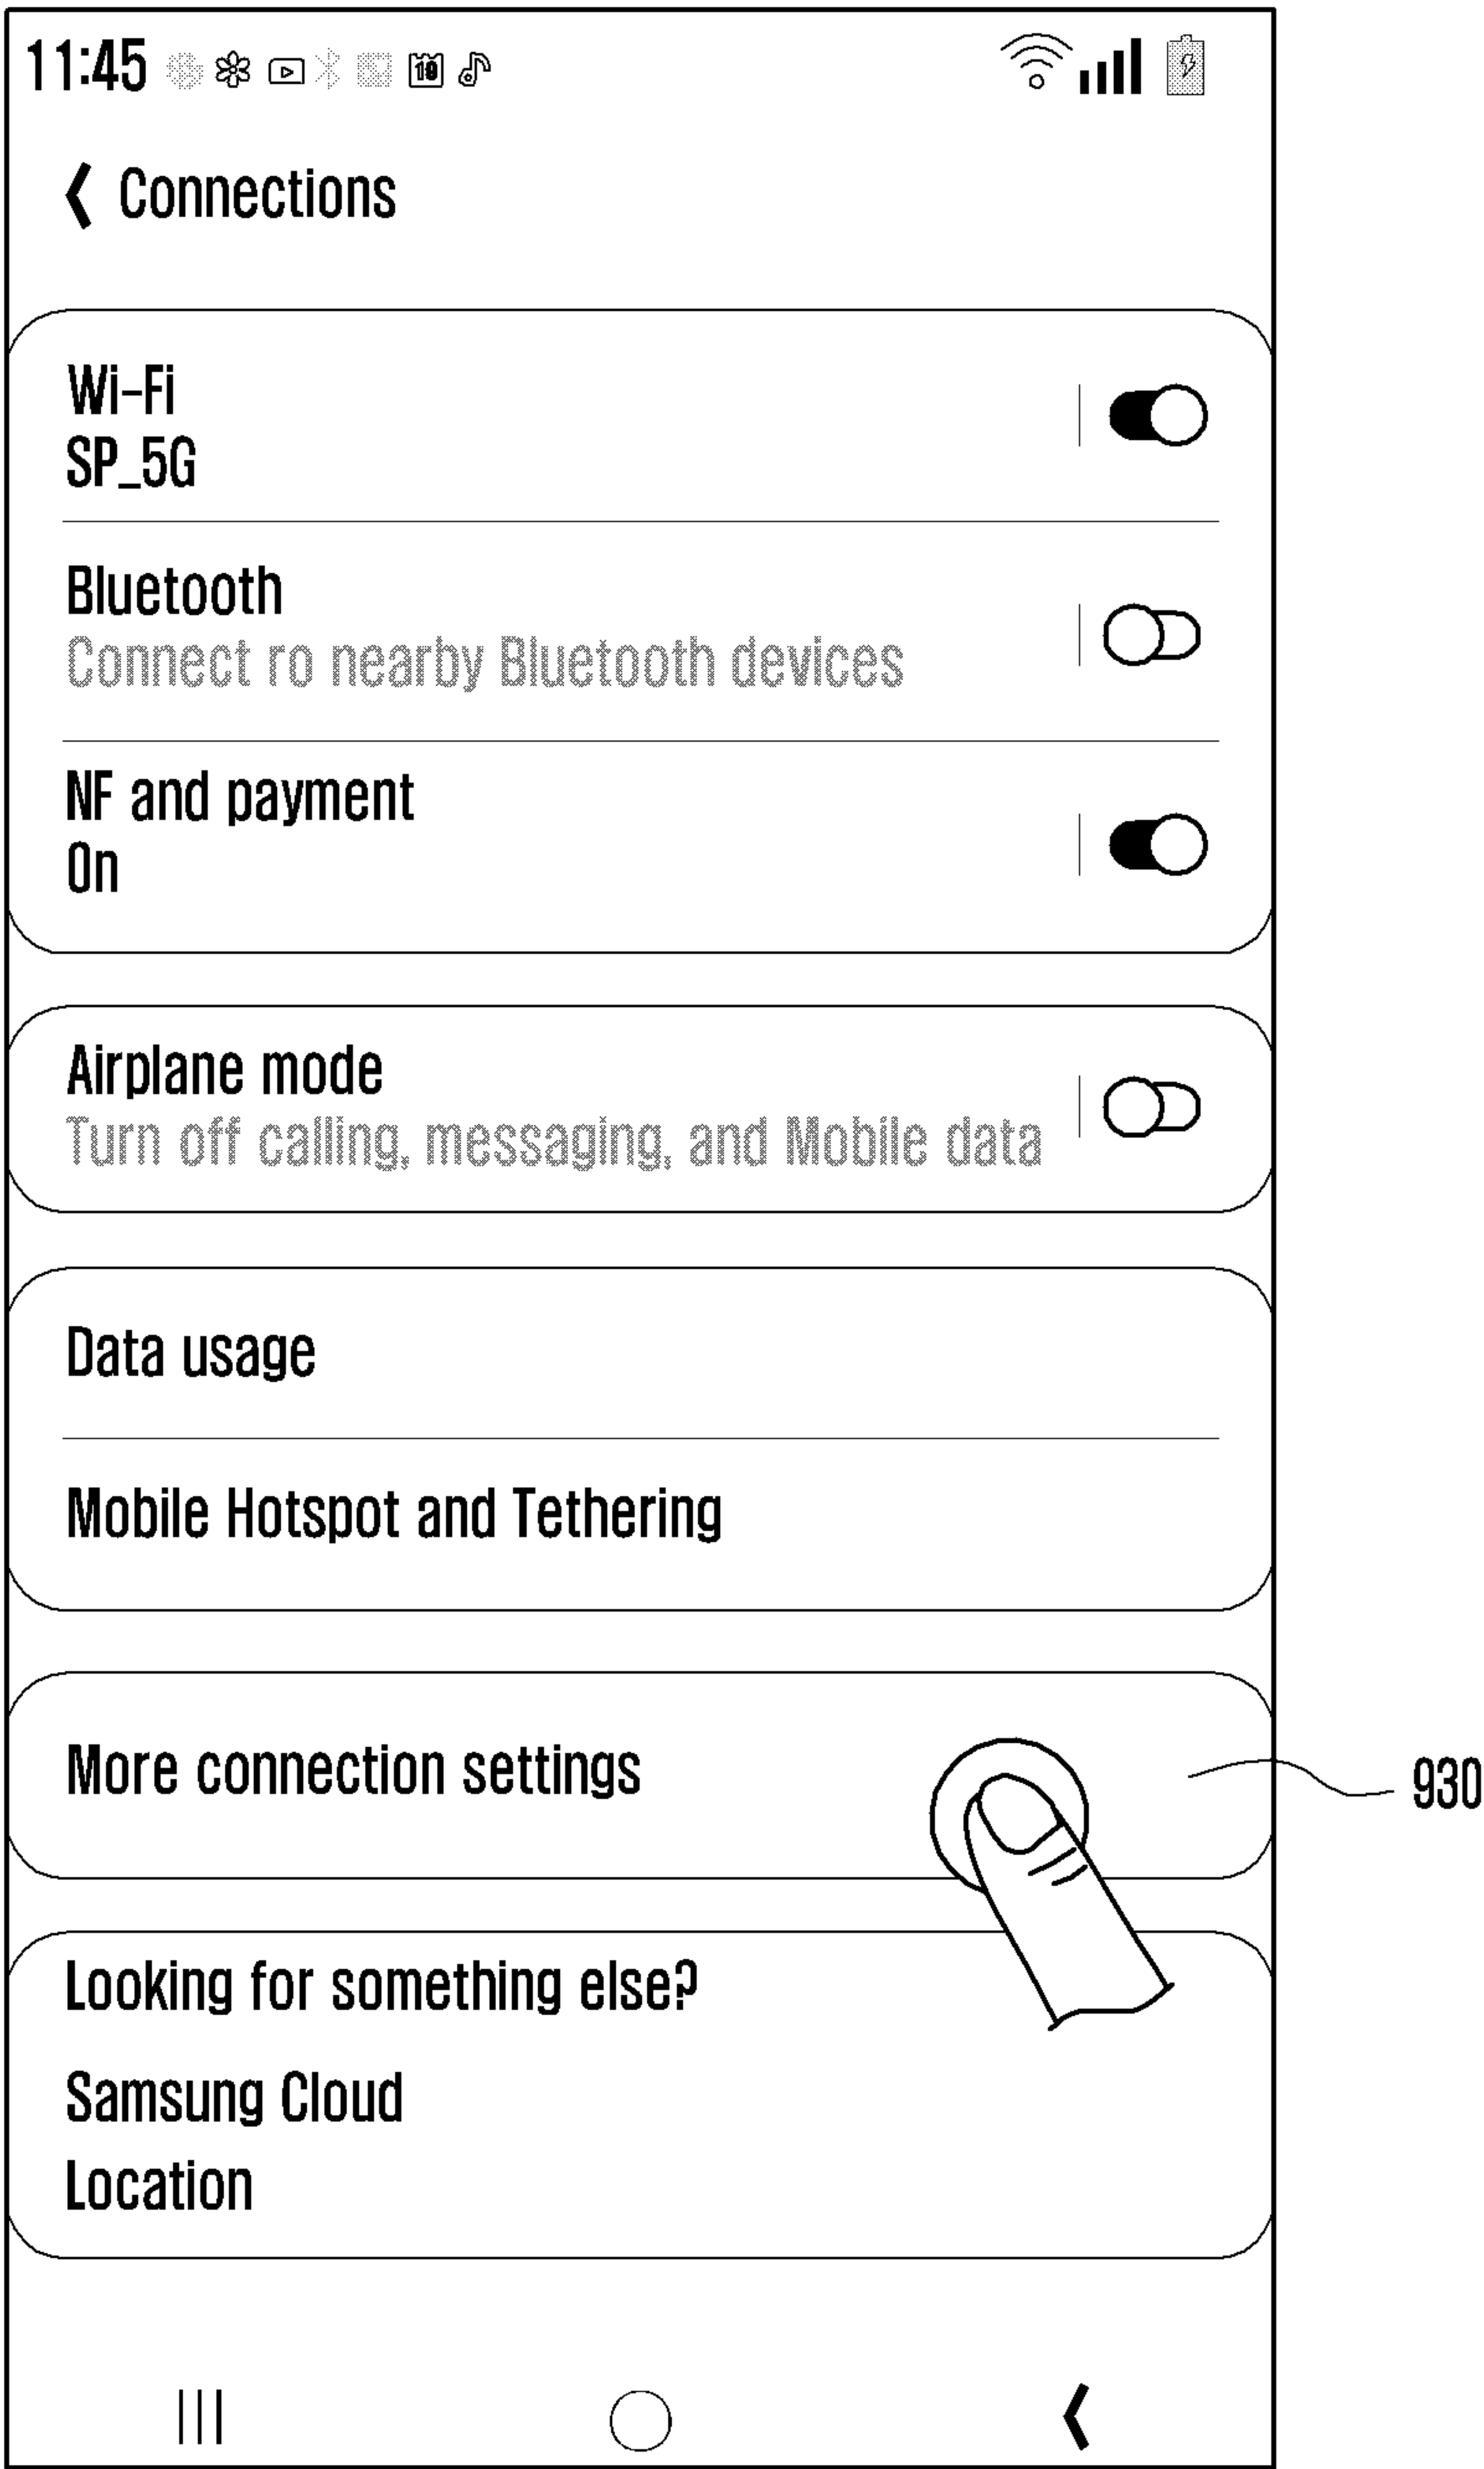 11:45 19
Connections
Wi-Fi
SP_5G
Bluetooth
Connect ro nearby Bluetooth devices
NF and payment
On
Airplane mode
Turn off calling, messaging, and Mobile data
Data usage
Mobile Hotspot and Tethering
More connection settings
930
Looking for something else?
Samsung Cloud
Location